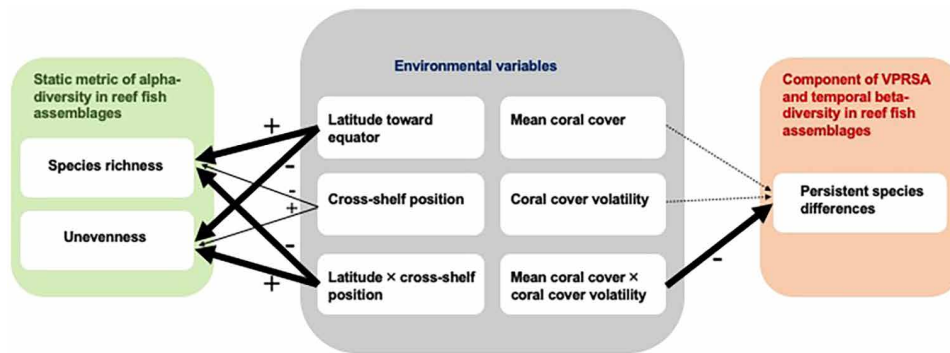 Static metric of alpha-
diversity in reef fish
assemblages
Species richness
Unevenness
+
-
-
+
-
+
Environmental variables
Latitude toward
equator
Mean coral cover
Cross-shelf position
Coral cover volatility
Latitude × cross-shelf
position
Mean coral cover ×
coral cover volatility
-
Component of VPRSA
and temporal beta-
diversity in reef fish
assemblages
Persistent species
differences